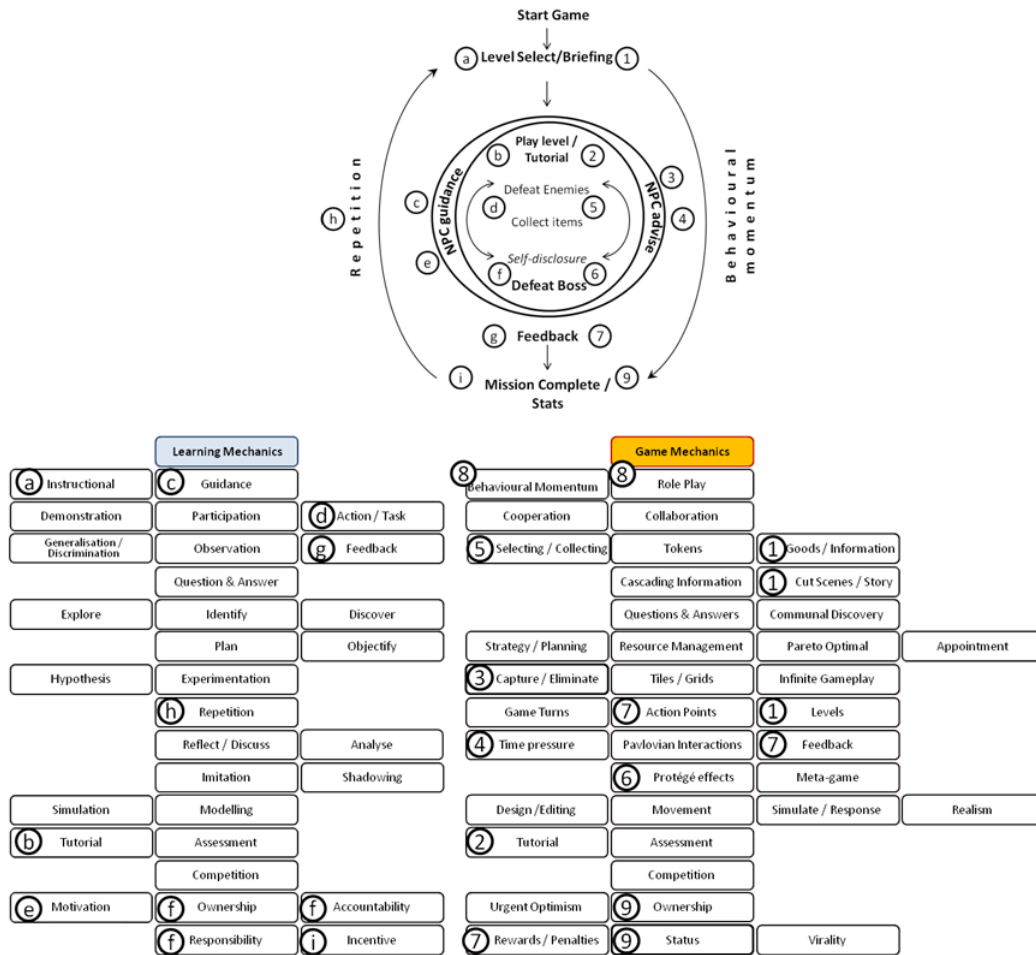 Start Game
a Level Select/Briefing 1
Play level /
b Tutorial 2
3
Defeat Enemies
NPC guidance
NPC advise
Repetition
Behavioural
momentum
c
d
5
4
h
Collect items
e
Self-disclosure
f
6
Defeat Boss
g Feedback 7
i Mission Complete / 9
Stats
Learning Mechanics
Game Mechanics
a Instructional
c Guidance
8 Behavioural Momentum
8 Role Play
Demonstration
Participation
d Action / Task
Cooperation
Collaboration
Generalisation /
Discrimination
Observation
g Feedback
5 Selecting / Collecting
Tokens
1 Goods / Information
Question & Answer
Cascading Information
1 Cut Scenes / Story
Explore
Identify
Discover
Questions & Answers
Communal Discovery
Plan
Objectify
Strategy / Planning
Resource Management
Pareto Optimal
Appointment
Hypothesis
Experimentation
3 Capture / Eliminate
Tiles / Grids
Infinite Gameplay
h Repetition
Game Turns
7 Action Points
1 Levels
Reflect / Discuss
Analyse
4 Time pressure
Pavlovian Interactions
7 Feedback
Imitation
Shadowing
6 Protégé effects
Meta-game
Simulation
Modelling
Design /Editing
Movement
Simulate / Response
Realism
b Tutorial
Assessment
2 Tutorial
Assessment
Competition
Competition
e Motivation
f Ownership
f Accountability
Urgent Optimism
9 Ownership
f Responsibility
i Incentive
7 Rewards / Penalties
9 Status
Virality